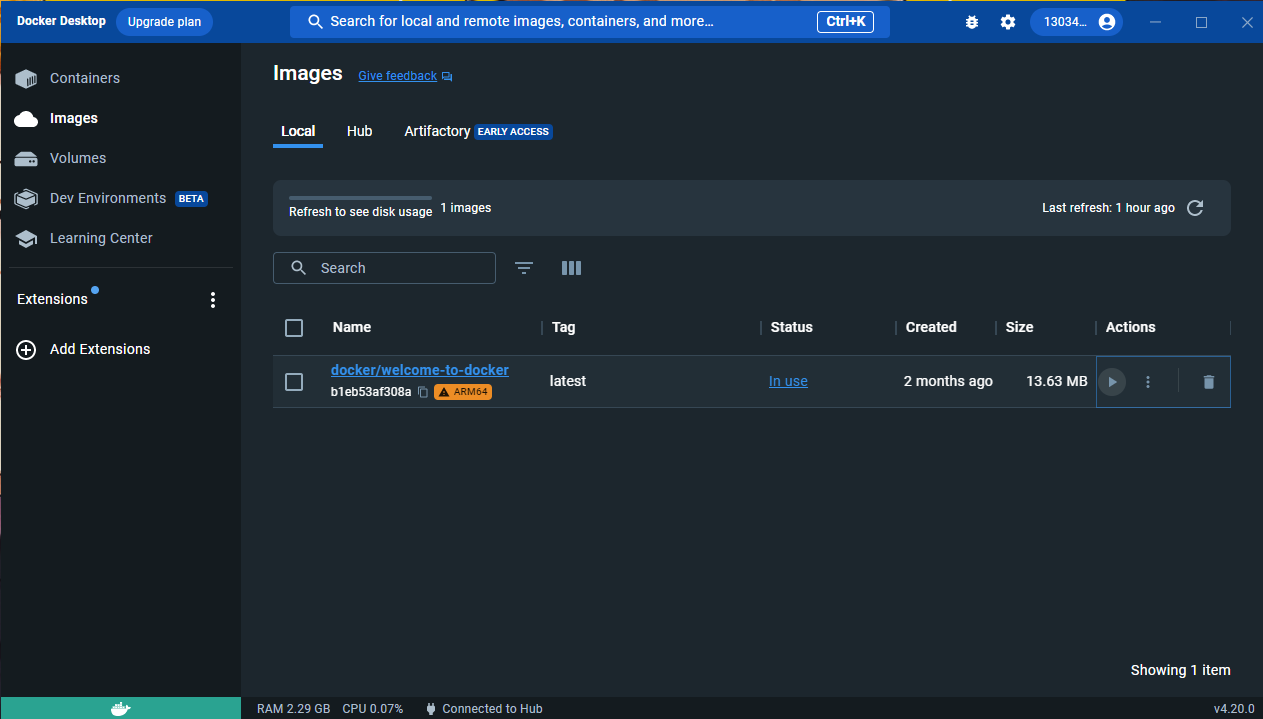 Docker Desktop Upgrade plan Search for local and remote images, containers, and more... Ctrl+K 13034...
Containers
Images
Volumes
Dev Environments BETA
Learning Center
Extensions
Add Extensions
Images Give feedback
Local Hub Artifactory EARLY ACCESS
Refresh to see disk usage 1 images Last refresh: 1 hour ago
Search
Name Tag Status Created Size Actions
docker/welcome-to-docker
b1eb53af308a ARM64
latest In use 2 months ago 13.63 MB
Showing 1 item
RAM 2.29 GB CPU 0.07% Connected to Hub v4.20.0